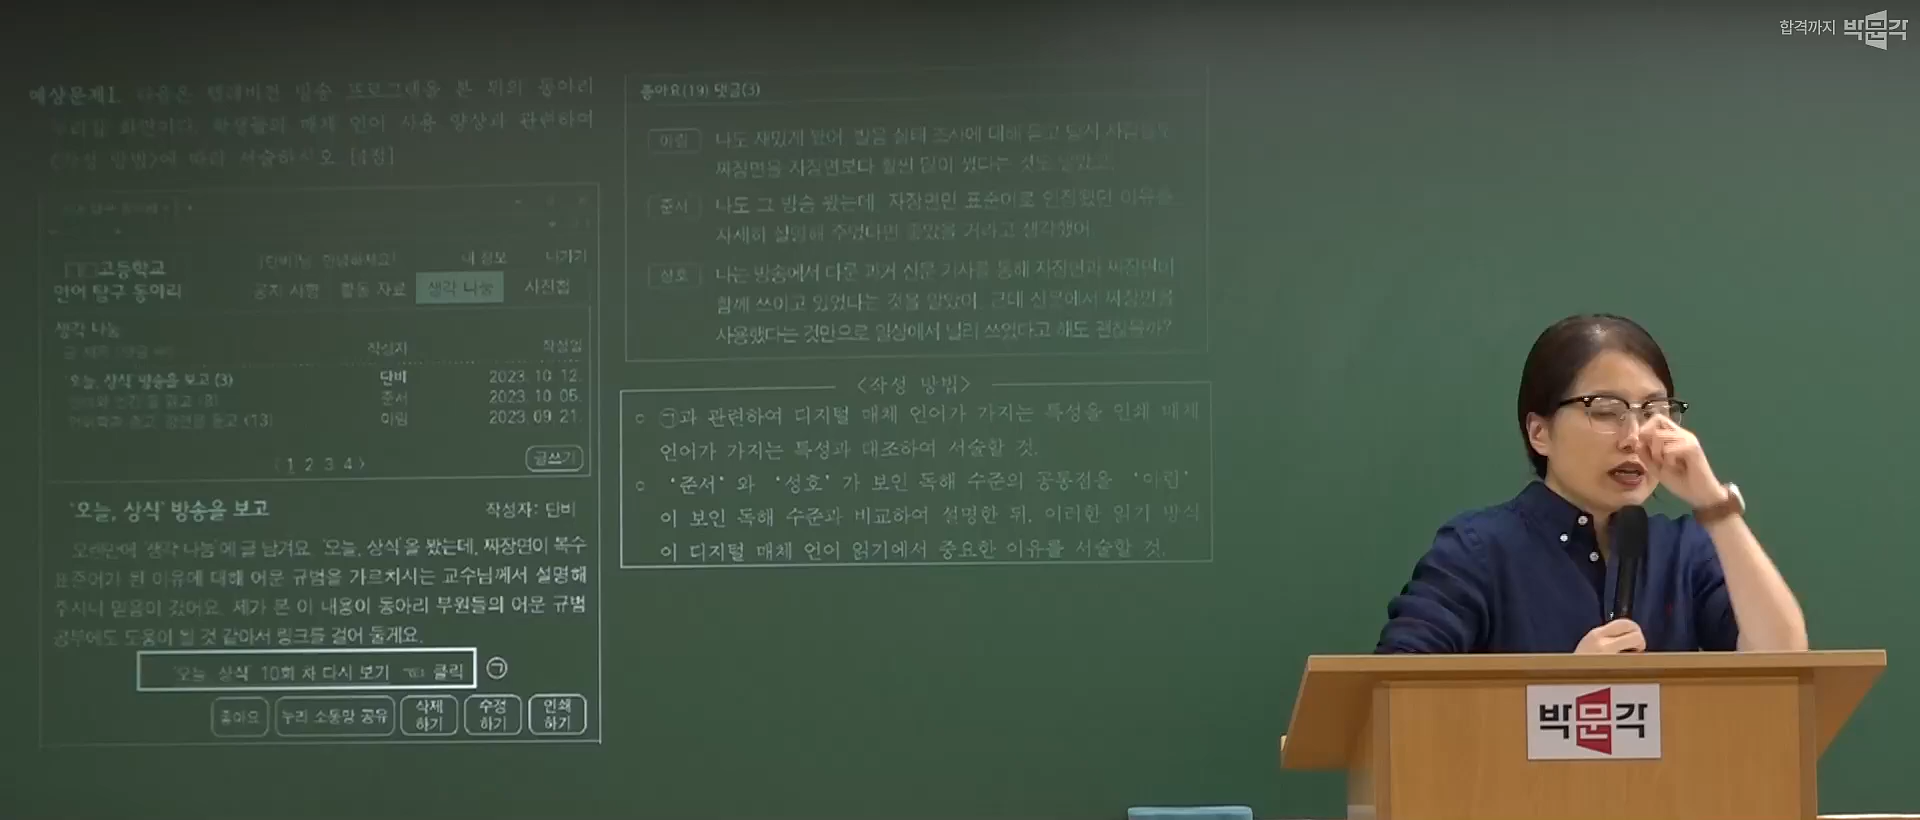 합격까지 박문각
예상문제1. 다음은 텔레비전 방송 프로그램을 본 뒤의 동아리
누리집 화면이다. 학생들의 매체 언어 사용 양상과 관련하여
<작성 방법>에 따라 서술하시오. [4점]
□□고등학교
언어 탐구 동아리
'단비'님, 안녕하세요! 내 정보 나가기
공지 사항 활동 자료 생각 나눔 사진첩
생각 나눔
작성자 작성일
'오늘, 상식' 방송을 보고 (3) 단비 2023. 10. 12.
준서 2023. 10. 05.
아림 2023. 09. 21.
< 1 2 3 4 >
글쓰기
'오늘, 상식' 방송을 보고 작성자: 단비
오랜만에 '생각 나눔'에 글 남겨요. '오늘, 상식'을 봤는데, 짜장면이 복수
표준어가 된 이유에 대해 어문 규범을 가르치시는 교수님께서 설명해
주시니 믿음이 갔어요. 제가 본 이 내용이 동아리 부원들의 어문 규범
공부에도 도움이 될 것 같아서 링크를 걸어 둘게요.
'오늘, 상식' 10회 차 다시 보기 ☜ 클릭 ㉠
좋아요 누리 소통망 공유 삭제하기 수정하기 인쇄하기
좋아요(19) 댓글(3)
아림 나도 재밌게 봤어. 발음 실태 조사에 대해 듣고 당시 사람들도
짜장면을 자장면보다 훨씬 많이 썼다는 것도 알았고.
준서 나도 그 방송 봤는데, 자장면만 표준어로 인정됐던 이유를
자세히 설명해 주었다면 좋았을 거라고 생각했어.
성호 나는 방송에서 다룬 과거 신문 기사를 통해 자장면과 짜장면이
함께 쓰이고 있었다는 것을 알았어. 근데 신문에서 짜장면을
사용했다는 것만으로 일상에서 널리 쓰였다고 해도 괜찮을까?
<작성 방법>
○ ㉠과 관련하여 디지털 매체 언어가 가지는 특성을 인쇄 매체
언어가 가지는 특성과 대조하여 서술할 것.
○ '준서'와 '성호'가 보인 독해 수준의 공통점을 '아림'
이 보인 독해 수준과 비교하여 설명한 뒤, 이러한 읽기 방식
이 디지털 매체 언어 읽기에서 중요한 이유를 서술할 것.
박문각